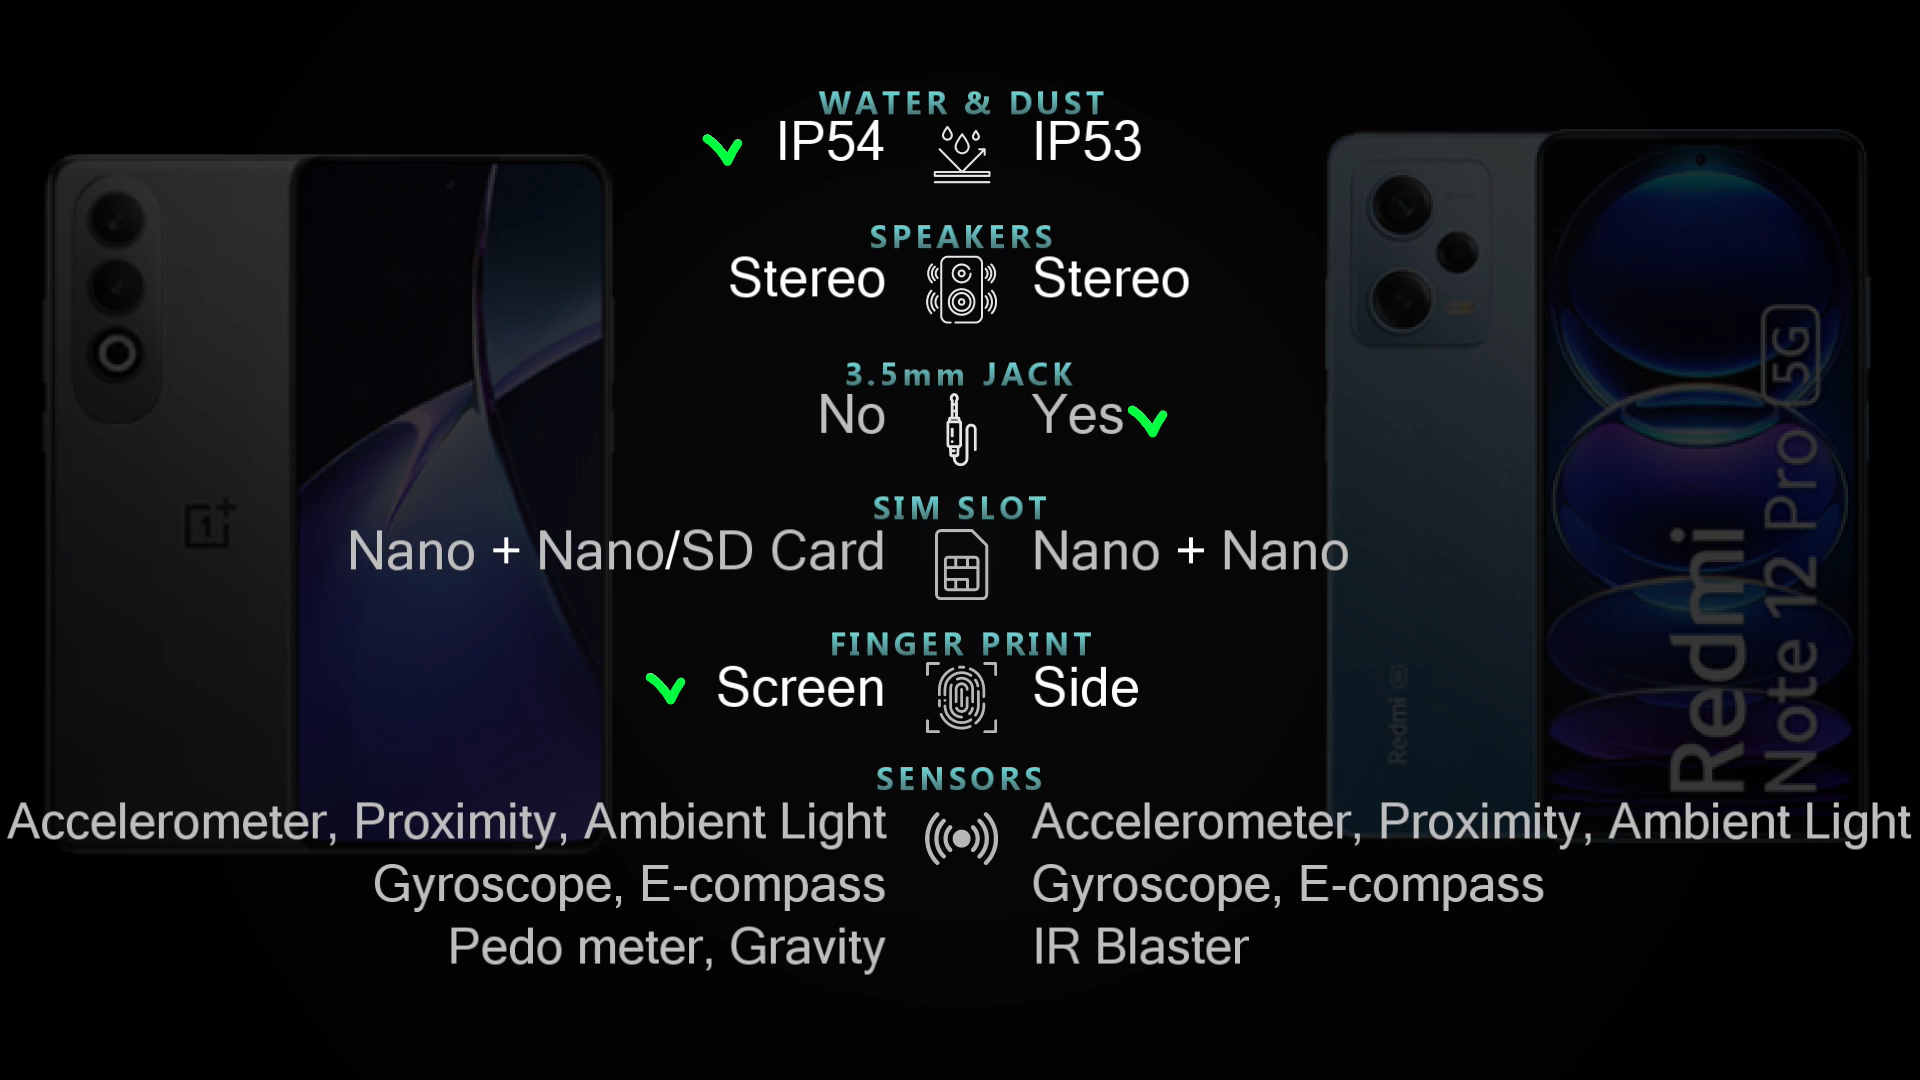 WATER & DUST
IP54 IP53
SPEAKERS
Stereo Stereo
3.5mm JACK
No Yes
SIM SLOT
Nano + Nano/SD Card Nano + Nano
FINGER PRINT
Screen Side
SENSORS
Accelerometer, Proximity, Ambient Light Accelerometer, Proximity, Ambient Light
Gyroscope, E-compass Gyroscope, E-compass
Pedo meter, Gravity IR Blaster
1+
Redmi
Redmi
Note 12 Pro 5G